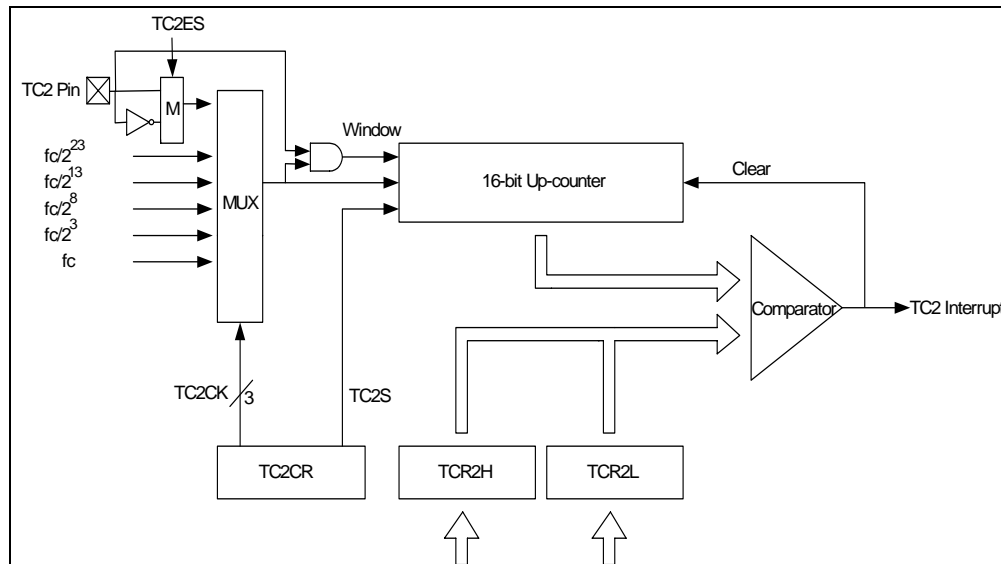 TC2ES
TC2 Pin
M
Window
fc/2^23
fc/2^13
fc/2^8
fc/2^3
fc
MUX
16-bit Up-counter
Clear
Comparator
TC2 Interrupt
TC2CK
3
TC2S
TC2CR
TCR2H
TCR2L